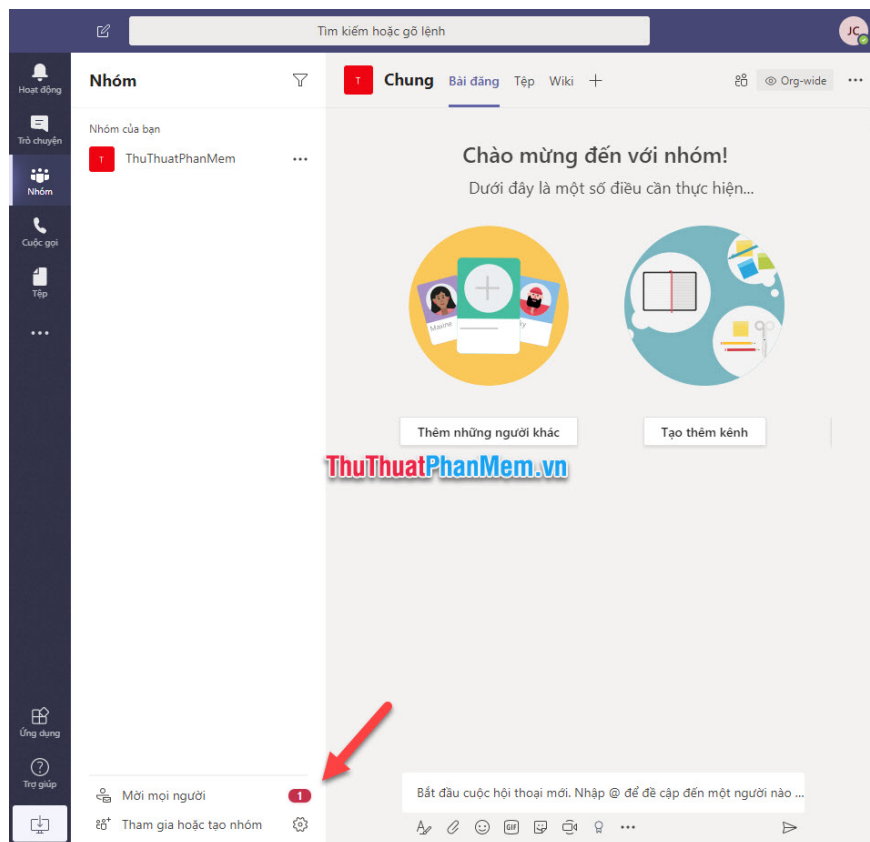 Tìm kiếm hoặc gõ lệnh
JC
Hoạt động
Trò chuyện
Nhóm
Cuộc gọi
Tệp
Ứng dụng
Trợ giúp
Nhóm
Nhóm của bạn
T ThuThuatPhanMem
Mời mọi người 1
Tham gia hoặc tạo nhóm
T Chung Bài đăng Tệp Wiki Org-wide
Chào mừng đến với nhóm!
Dưới đây là một số điều cần thực hiện...
Maxine
Thêm những người khác Tạo thêm kênh
ThuThuatPhanMem.vn
Bắt đầu cuộc hội thoại mới. Nhập @ để đề cập đến một người nào ...
GIF